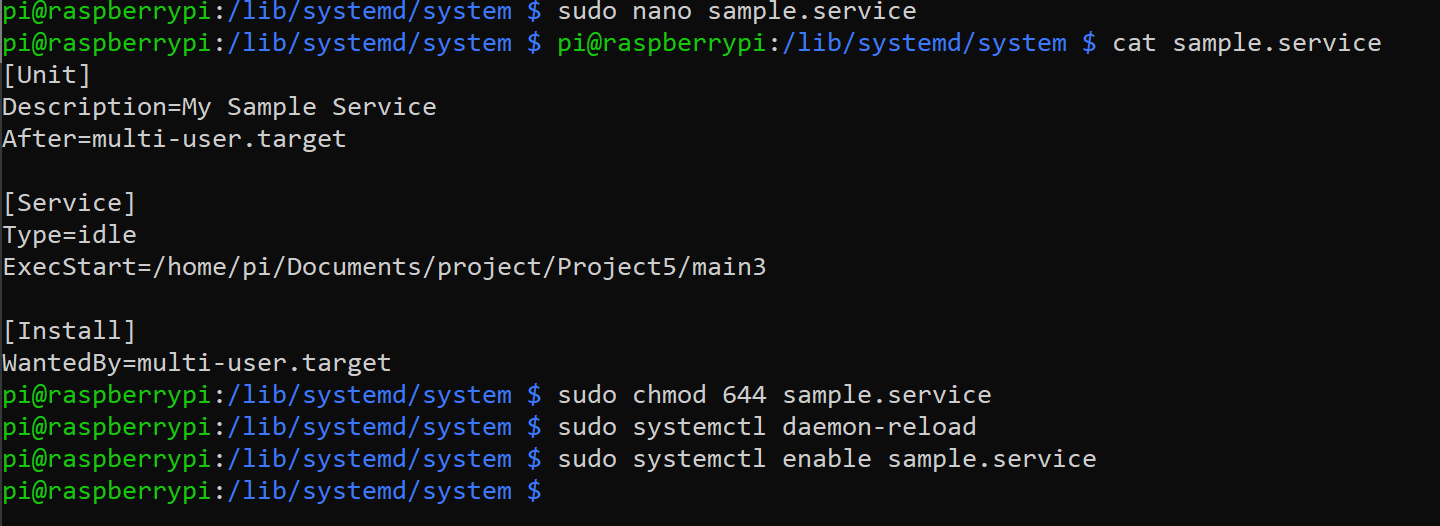 pi@raspberrypi:/lib/systemd/system $ sudo nano sample.service
pi@raspberrypi:/lib/systemd/system $ pi@raspberrypi:/lib/systemd/system $ cat sample.service
[Unit]
Description=My Sample Service
After=multi-user.target

[Service]
Type=idle
ExecStart=/home/pi/Documents/project/Project5/main3

[Install]
WantedBy=multi-user.target
pi@raspberrypi:/lib/systemd/system $ sudo chmod 644 sample.service
pi@raspberrypi:/lib/systemd/system $ sudo systemctl daemon-reload
pi@raspberrypi:/lib/systemd/system $ sudo systemctl enable sample.service
pi@raspberrypi:/lib/systemd/system $